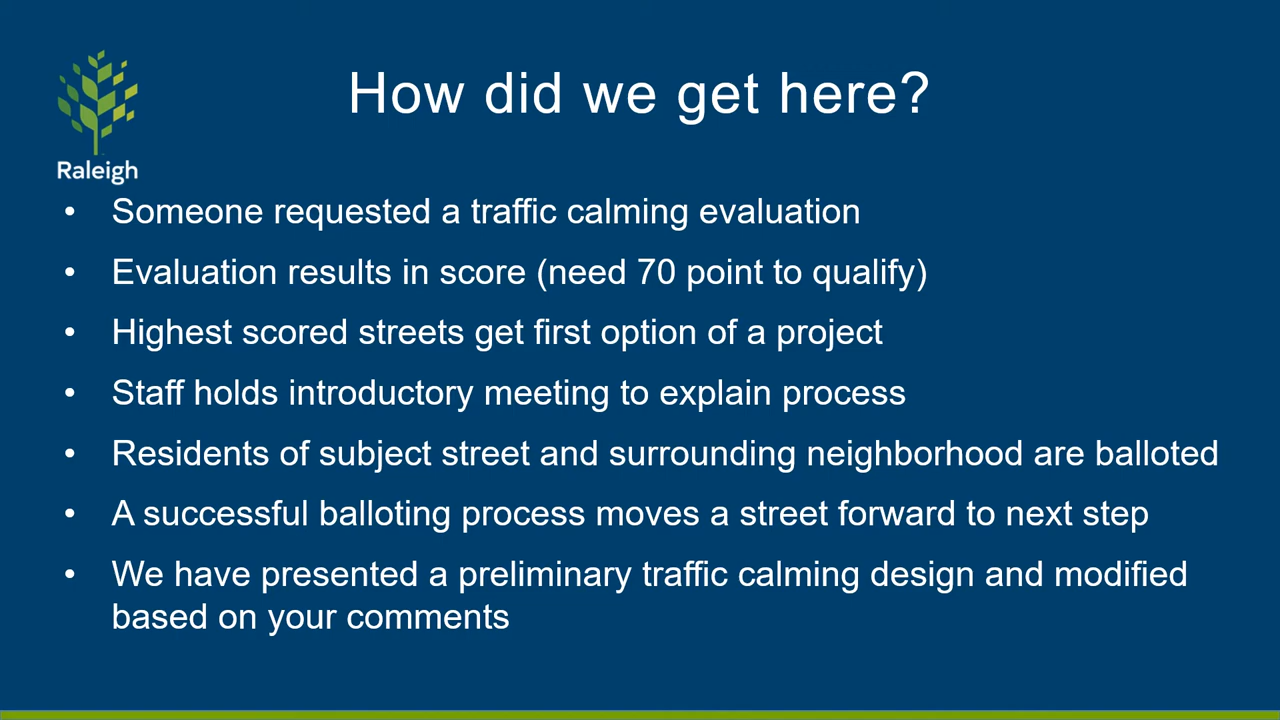 How did we get here?
Raleigh
• Someone requested a traffic calming evaluation
• Evaluation results in score (need 70 point to qualify)
• Highest scored streets get first option of a project
• Staff holds introductory meeting to explain process
• Residents of subject street and surrounding neighborhood are balloted
• A successful balloting process moves a street forward to next step
• We have presented a preliminary traffic calming design and modified
based on your comments